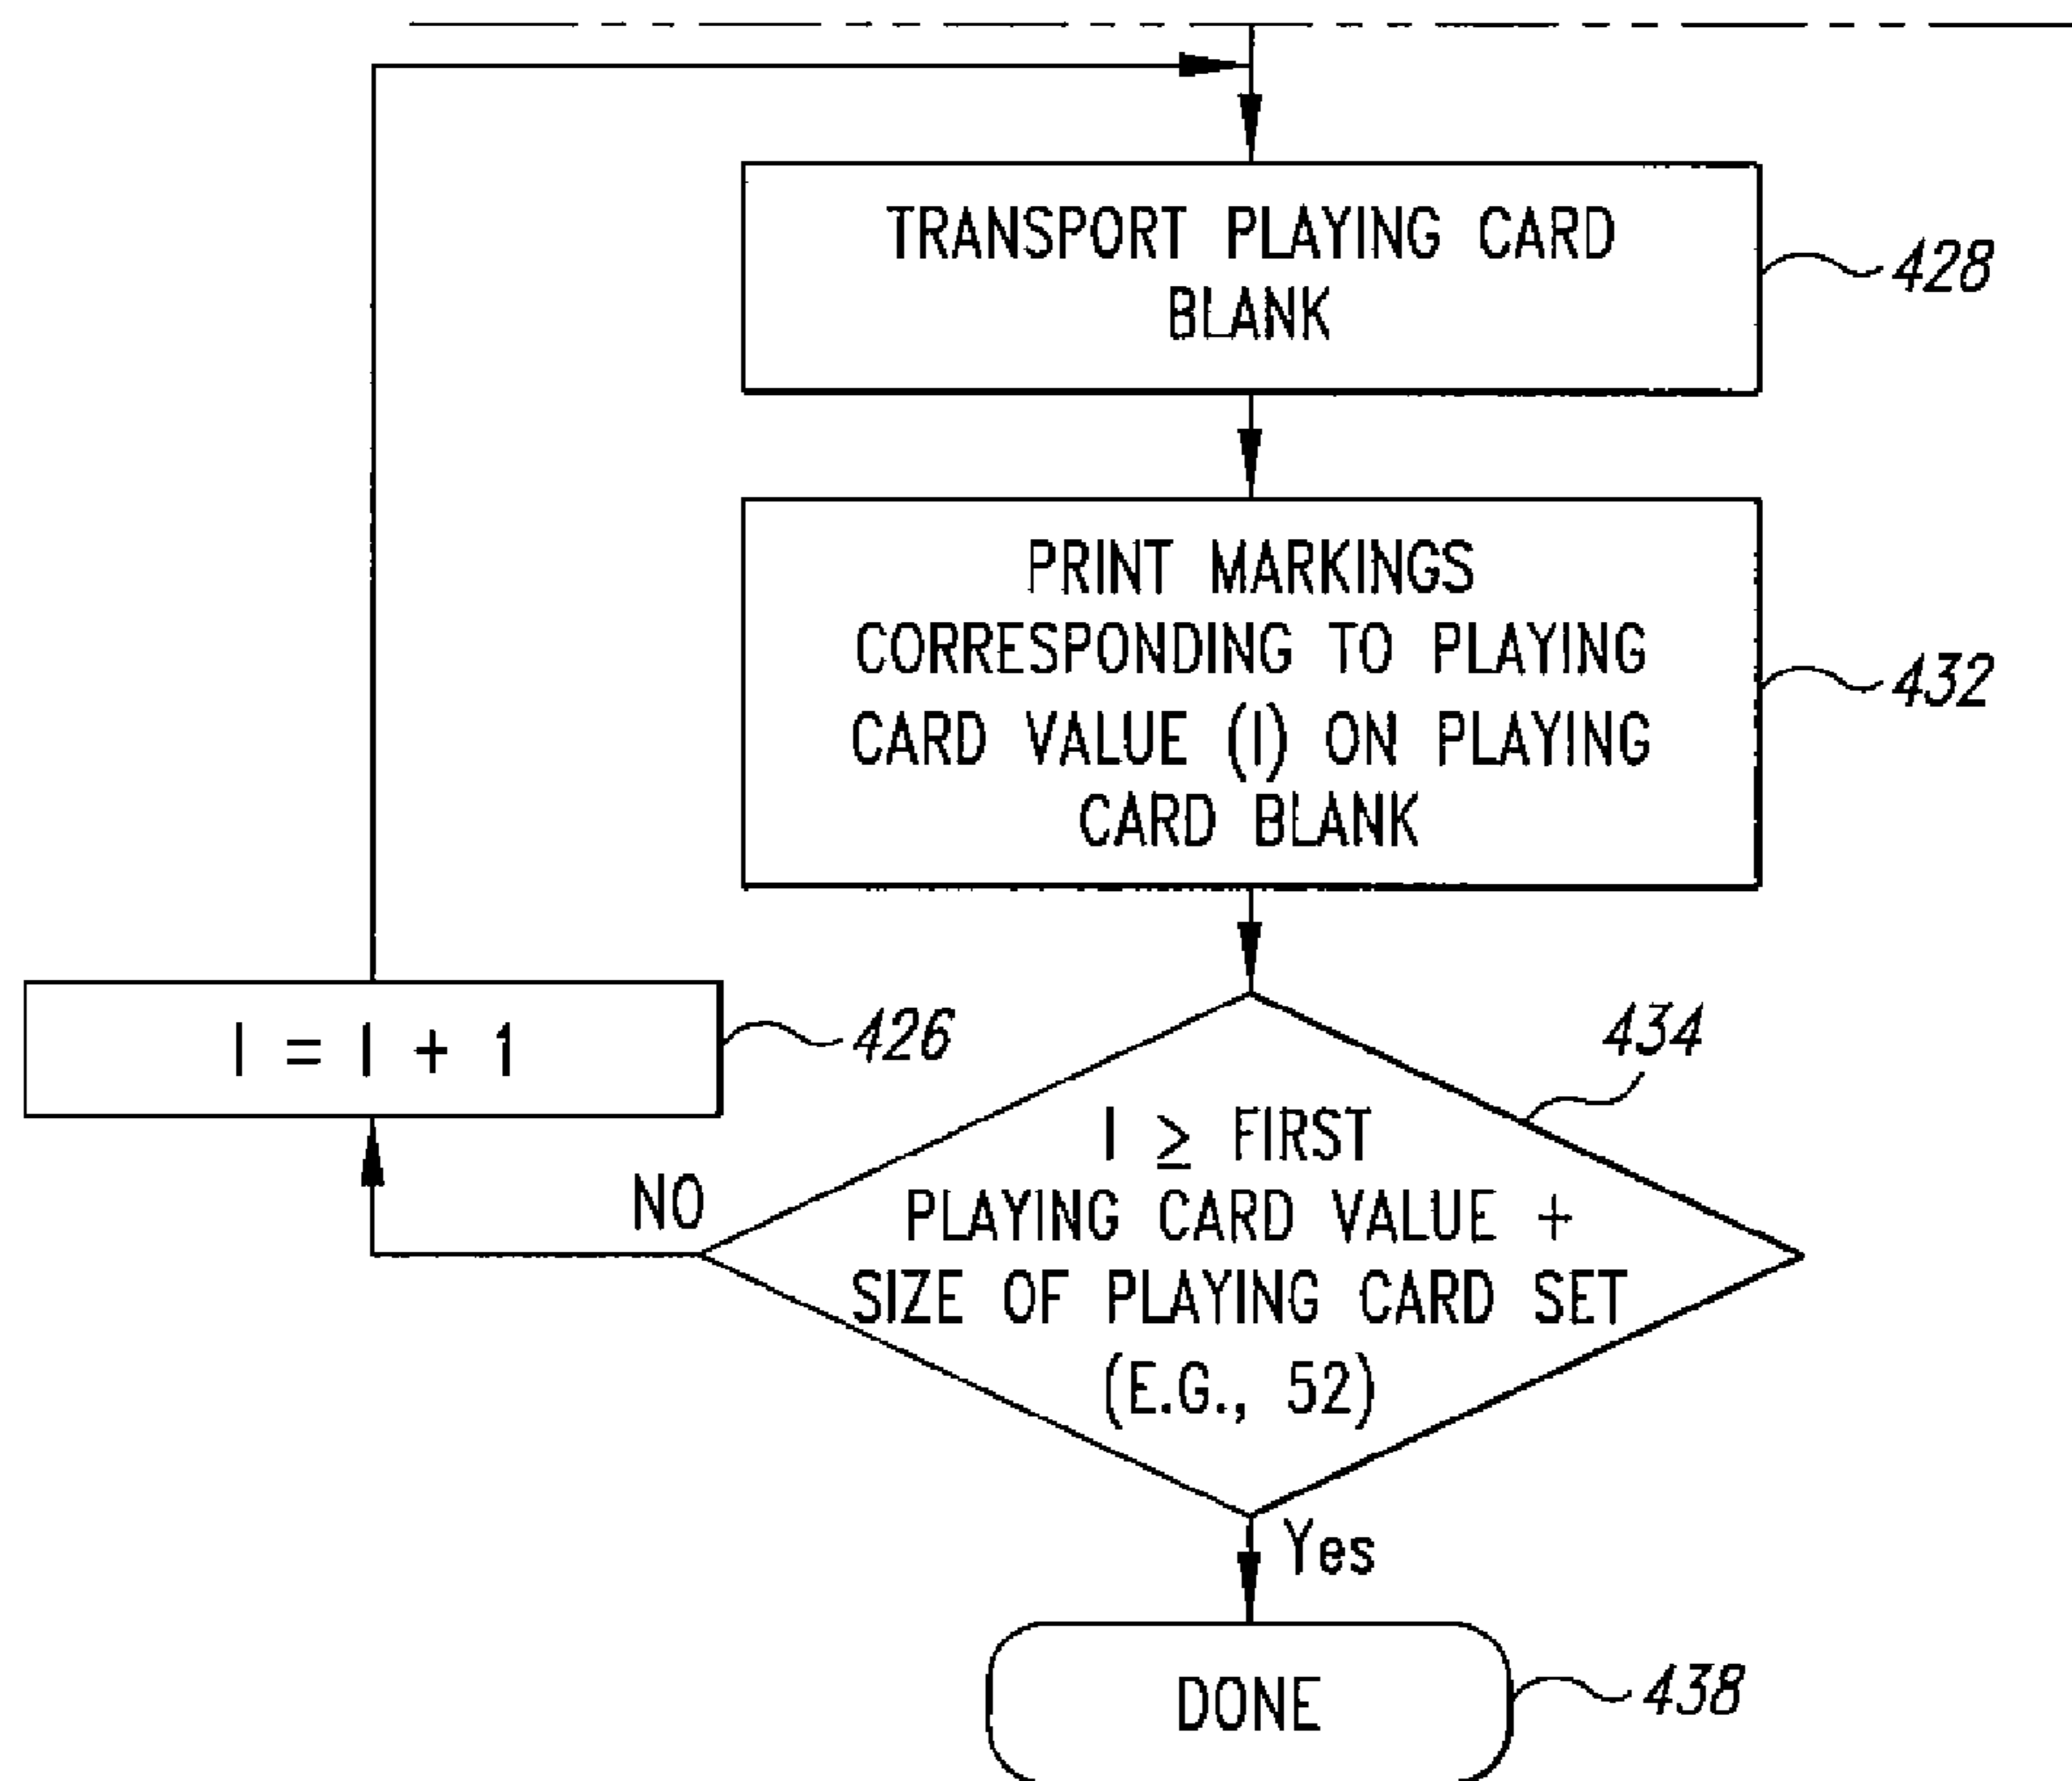 TRANSPORT PLAYING CARD
BLANK
428
PRINT MARKINGS
CORRESPONDING TO PLAYING
CARD VALUE (I) ON PLAYING
CARD BLANK
432
I = I + 1
426
434
I ≥ FIRST
PLAYING CARD VALUE +
SIZE OF PLAYING CARD SET
(E.G., 52)
NO
Yes
DONE
438